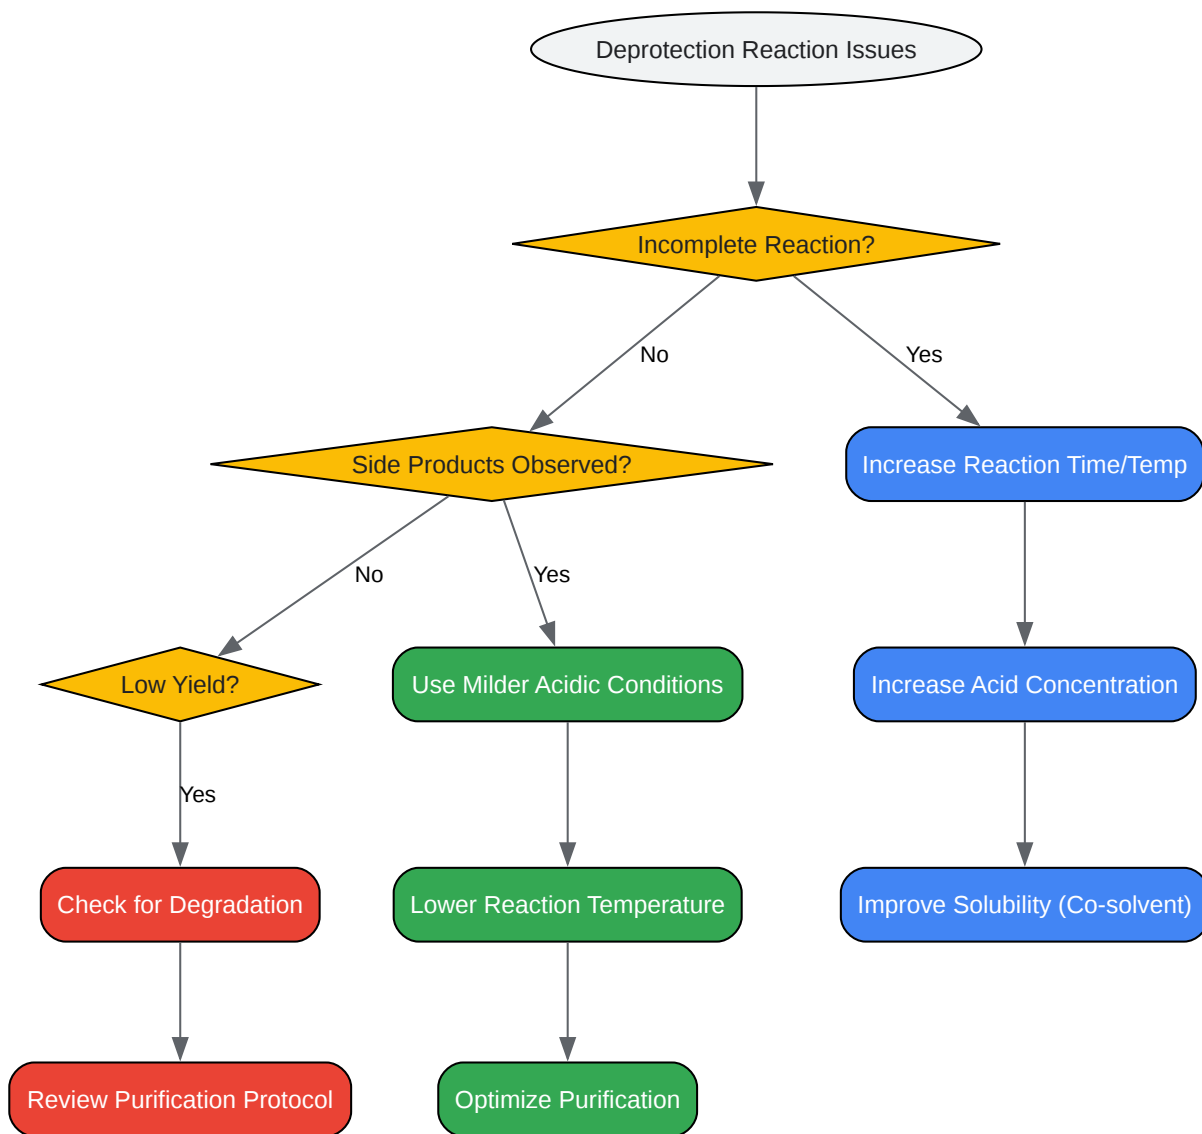 Deprotection Reaction Issues
Incomplete Reaction?
No
Yes
Side Products Observed?
Increase Reaction Time/Temp
No
Yes
Low Yield?
Use Milder Acidic Conditions
Increase Acid Concentration
Yes
Check for Degradation
Lower Reaction Temperature
Improve Solubility (Co-solvent)
Review Purification Protocol
Optimize Purification